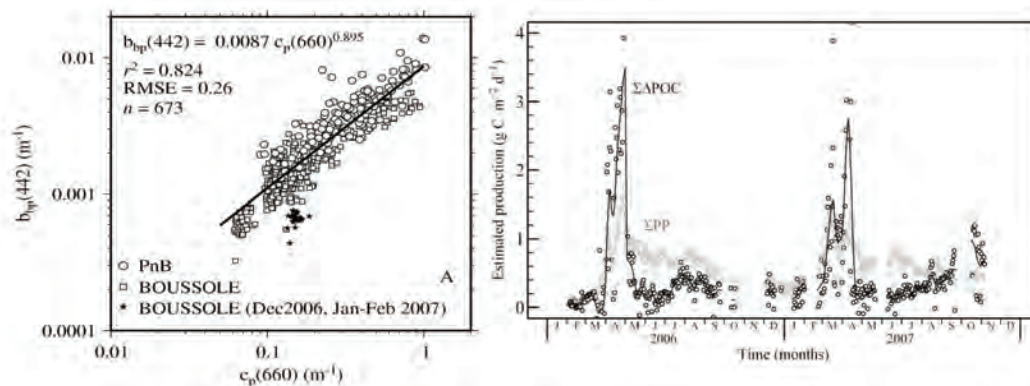 b_bp(442) = 0.0087 c_p(660)^0.895
r² = 0.824
RMSE = 0.26
n = 673
0.01
0.001
0.0001
b_bp(442) (m⁻¹)
PnB
BOUSSOLE
BOUSSOLE (Dec2006, Jan-Feb 2007)
A
0.01 0.1 1
c_p(660) (m⁻¹)
Estimated production (g C m⁻² d⁻¹)
4
3
2
1
0
ΣΔPOC
ΣPP
J F M A M J J A S O N D J F M A M J J A S O N D
2006 2007
Time (months)